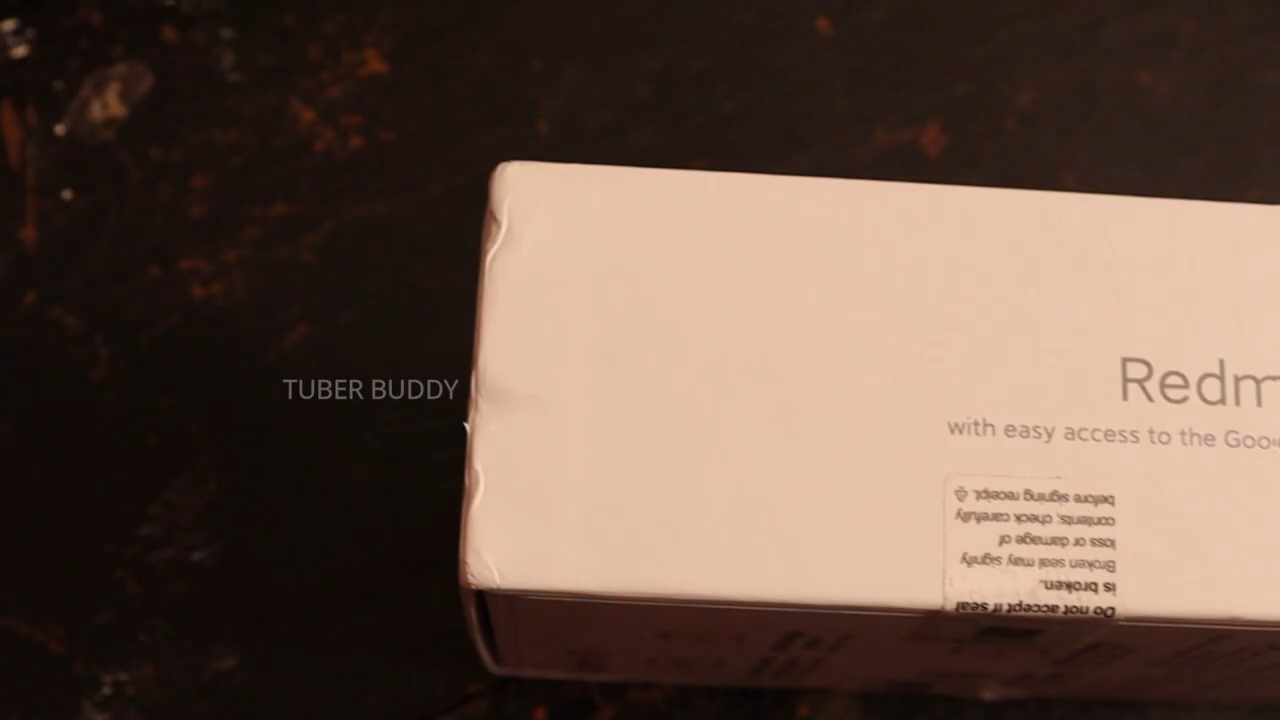 TUBER BUDDY
Redm
with easy access to the Goo
Do not accept if seal
is broken.
Broken seal may signify
loss or damage of
contents; check carefully
before signing receipt.